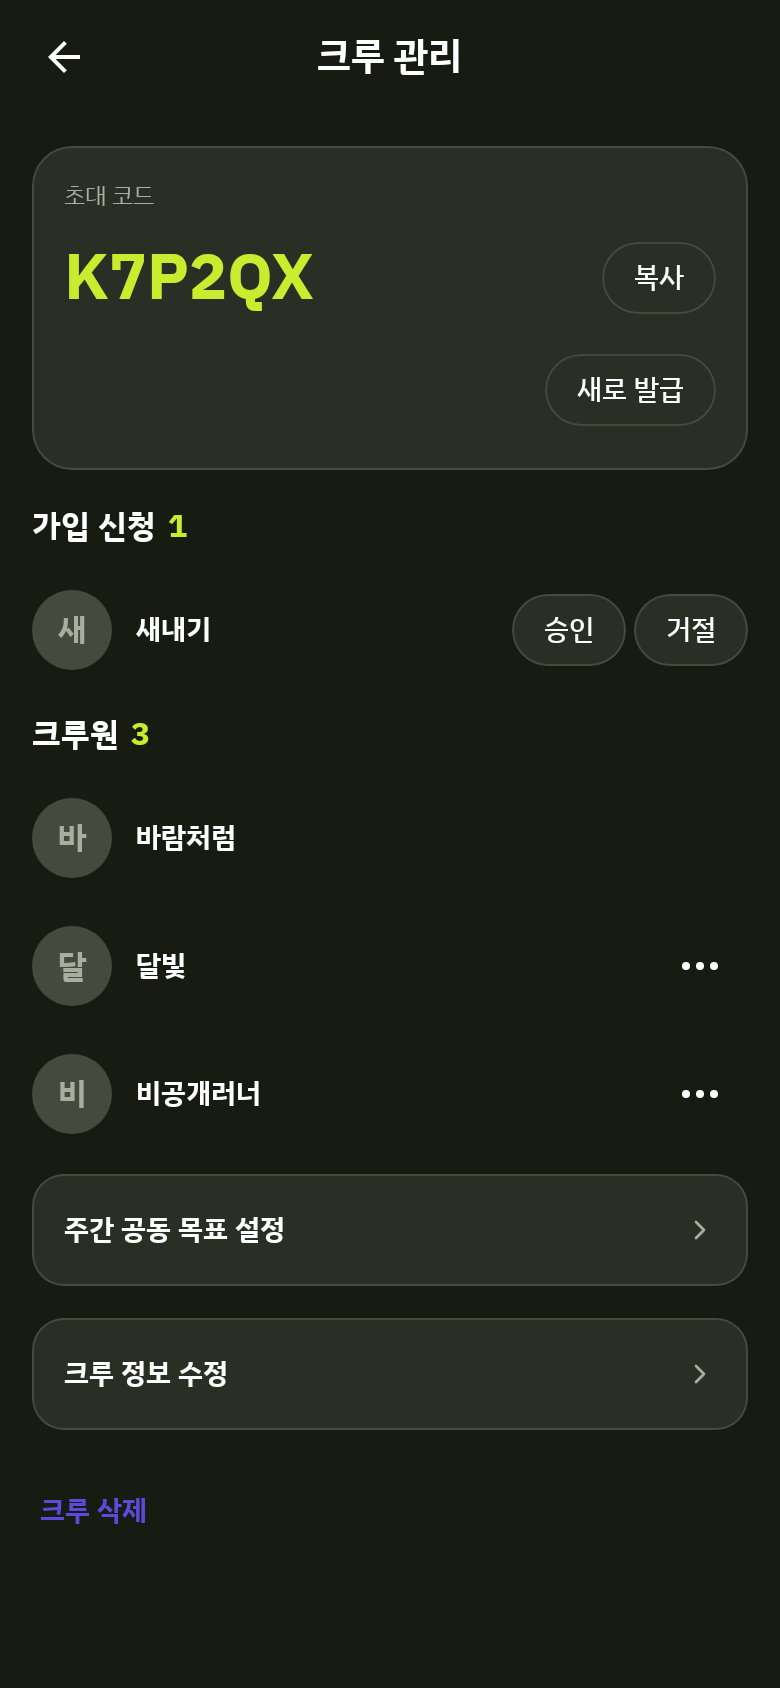 크루 관리
초대 코드
K7P2QX
복사
새로 발급
가입 신청 1
새 새내기 승인 거절
크루원 3
바 바람처럼
달 달빛
비 비공개러너
주간 공동 목표 설정
크루 정보 수정
크루 삭제